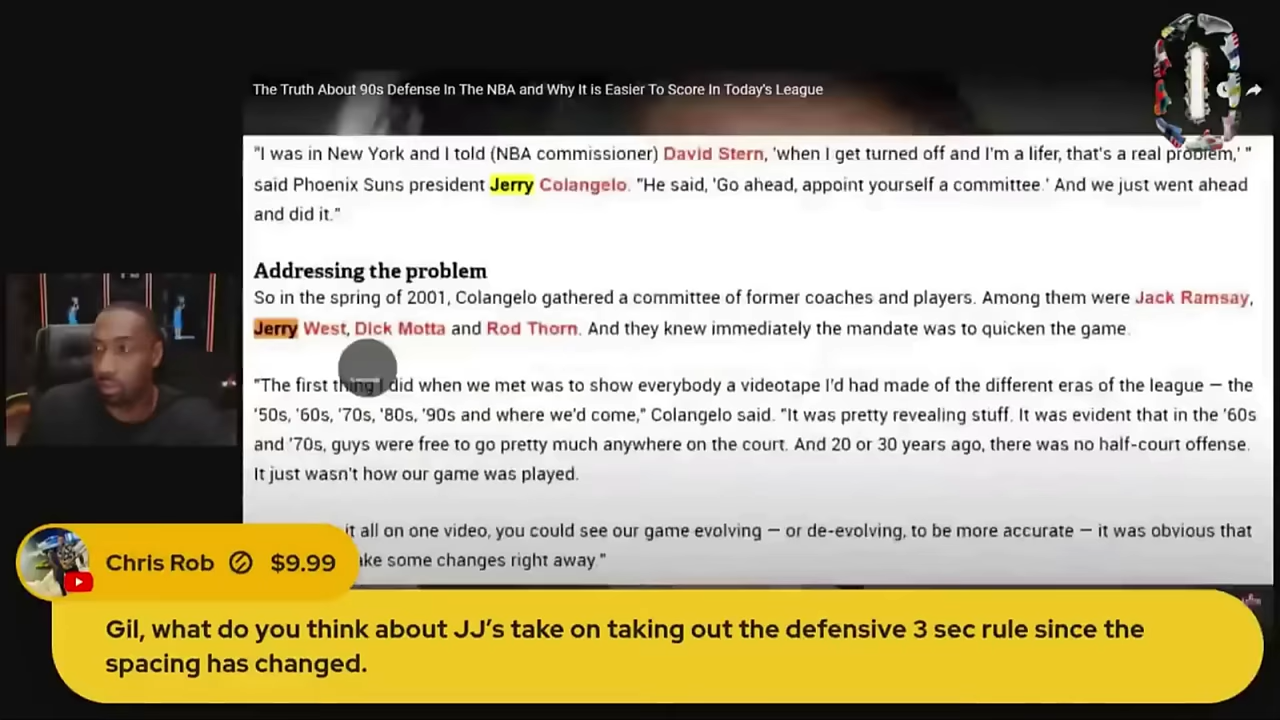 The Truth About 90s Defense In The NBA and Why It is Easier To Score In Today's League
"I was in New York and I told (NBA commissioner) David Stern, 'when I get turned off and I'm a lifer, that's a real problem,' "
said Phoenix Suns president Jerry Colangelo. "He said, 'Go ahead, appoint yourself a committee.' And we just went ahead
and did it."
Addressing the problem
So in the spring of 2001, Colangelo gathered a committee of former coaches and players. Among them were Jack Ramsay,
Jerry West, Dick Motta and Rod Thorn. And they knew immediately the mandate was to quicken the game.
"The first thing I did when we met was to show everybody a videotape I'd had made of the different eras of the league — the
'50s, '60s, '70s, '80s, '90s and where we'd come," Colangelo said. "It was pretty revealing stuff. It was evident that in the '60s
and '70s, guys were free to go pretty much anywhere on the court. And 20 or 30 years ago, there was no half-court offense.
It just wasn't how our game was played.
it all on one video, you could see our game evolving — or de-evolving, to be more accurate — it was obvious that
some changes right away."
Chris Rob $9.99
Gil, what do you think about JJ's take on taking out the defensive 3 sec rule since the
spacing has changed.